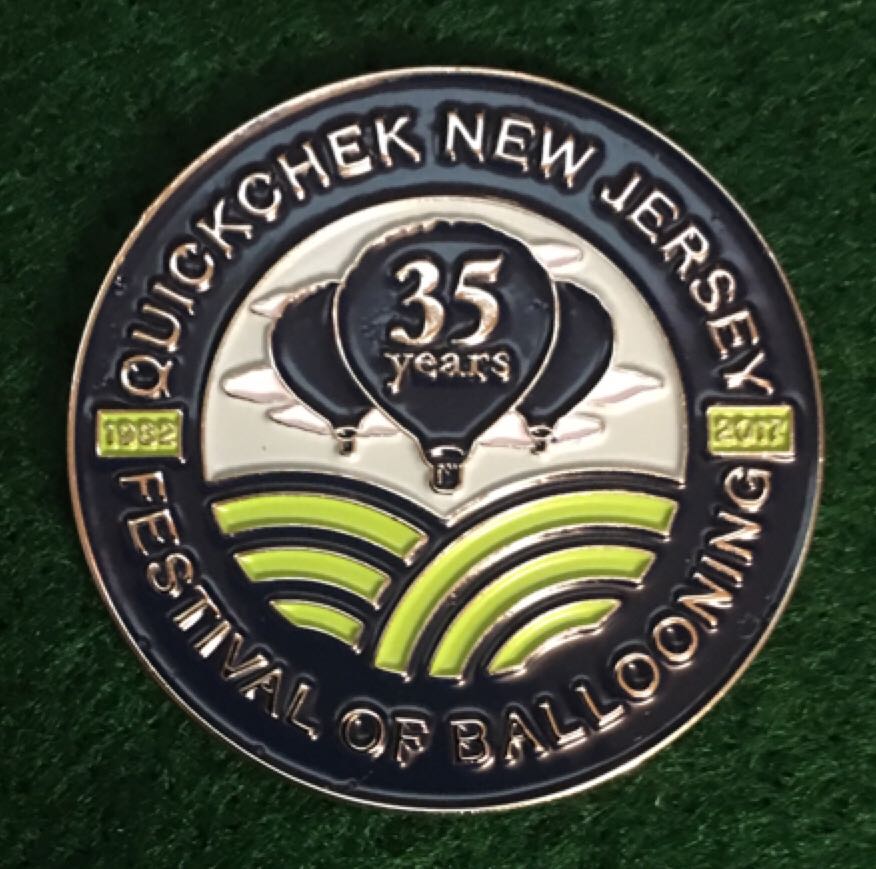 QUICKCHEK NEW JERSEY
35
years
1982
2017
FESTIVAL OF BALLOONING